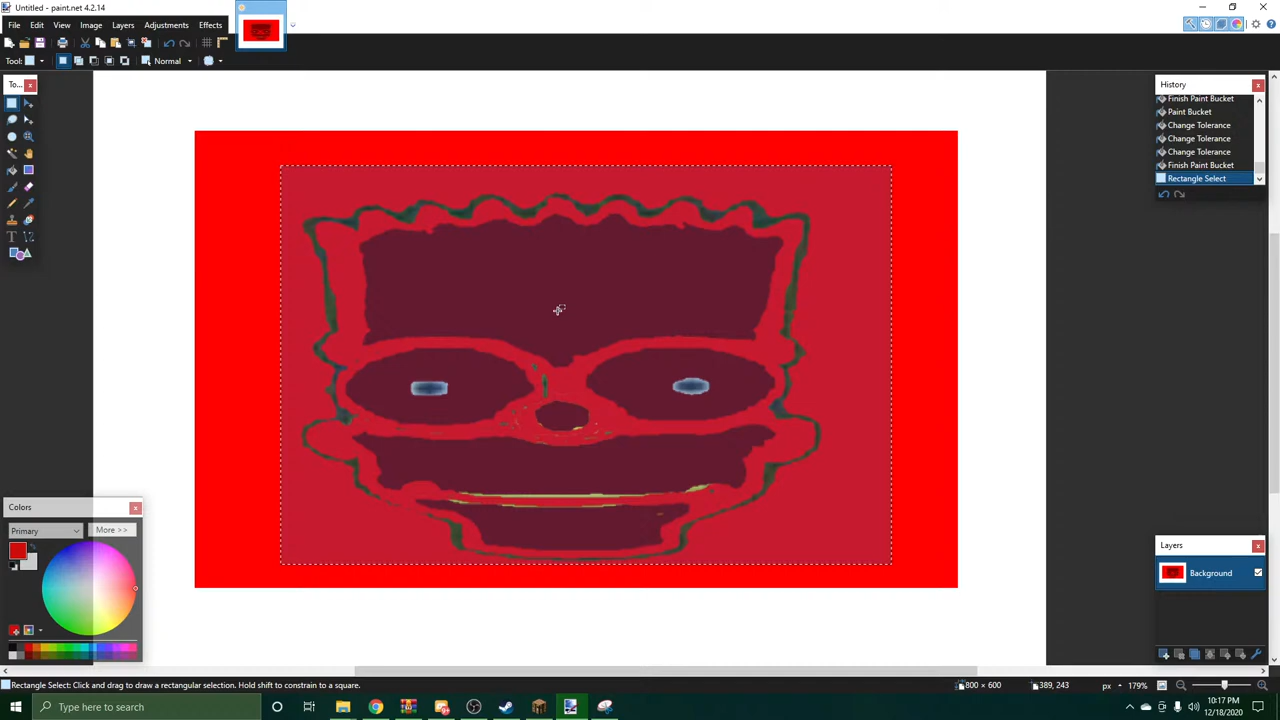 Untitled - paint.net 4.2.14
File Edit View Image Layers Adjustments Effects
Tool: Normal
To...
History
Finish Paint Bucket
Paint Bucket
Change Tolerance
Change Tolerance
Change Tolerance
Finish Paint Bucket
Rectangle Select
Colors
Primary More >>
Layers
Background
Rectangle Select: Click and drag to draw a rectangular selection. Hold shift to constrain to a square. 800 × 600 389, 243 px 179%
Type here to search
10:17 PM
12/18/2020